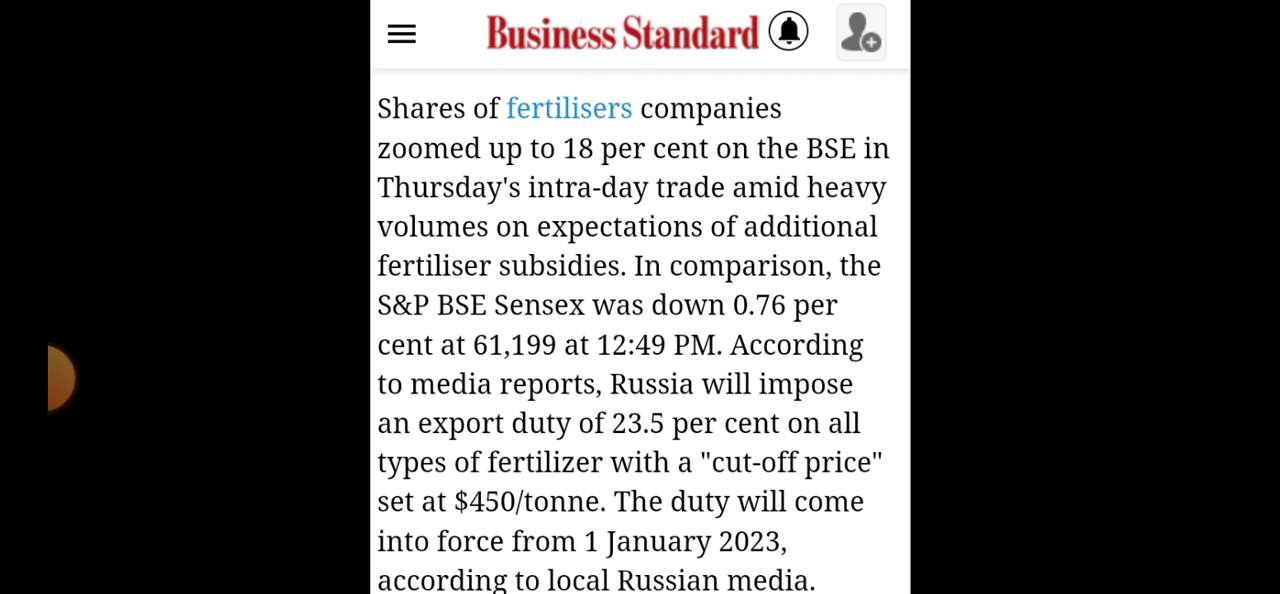 Business Standard
Shares of fertilisers companies
zoomed up to 18 per cent on the BSE in
Thursday's intra-day trade amid heavy
volumes on expectations of additional
fertiliser subsidies. In comparison, the
S&P BSE Sensex was down 0.76 per
cent at 61,199 at 12:49 PM. According
to media reports, Russia will impose
an export duty of 23.5 per cent on all
types of fertilizer with a "cut-off price"
set at $450/tonne. The duty will come
into force from 1 January 2023,
according to local Russian media.